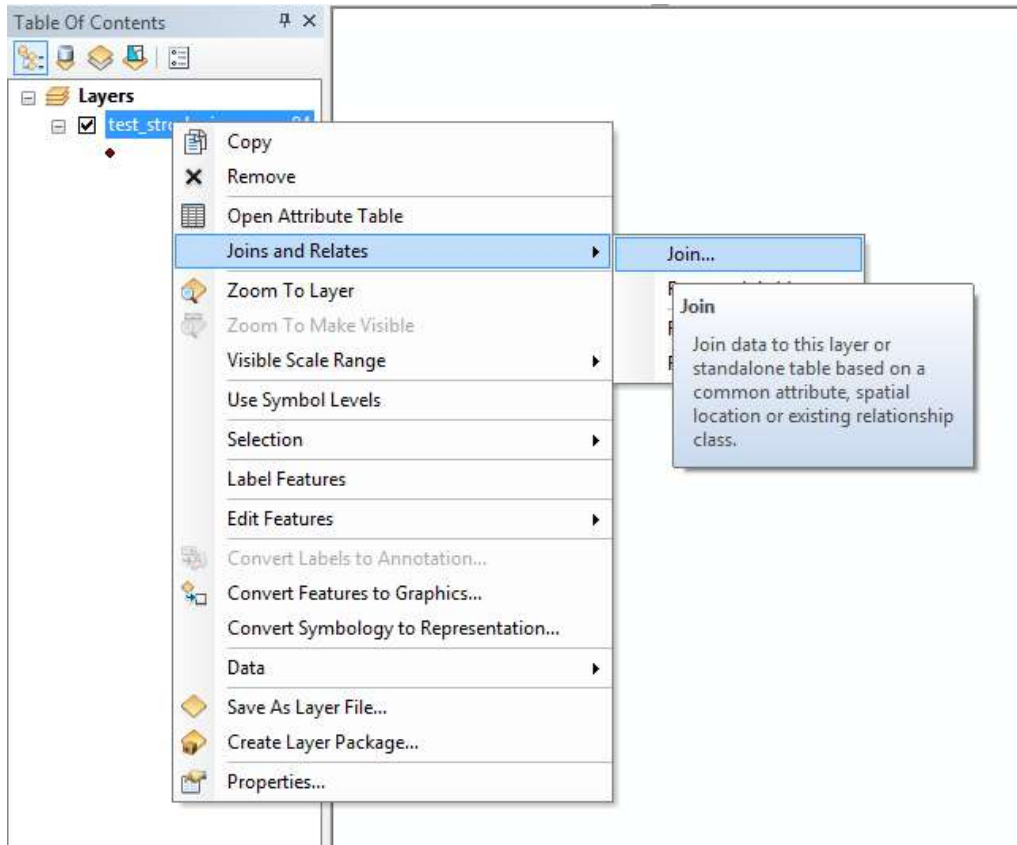 Table Of Contents
Layers
Copy
Remove
Open Attribute Table
Joins and Relates
Zoom To Layer
Zoom To Make Visible
Visible Scale Range
Use Symbol Levels
Selection
Label Features
Edit Features
Convert Labels to Annotation...
Convert Features to Graphics...
Convert Symbology to Representation...
Data
Save As Layer File...
Create Layer Package...
Properties...
Join...
Join
Join data to this layer or
standalone table based on a
common attribute, spatial
location or existing relationship
class.